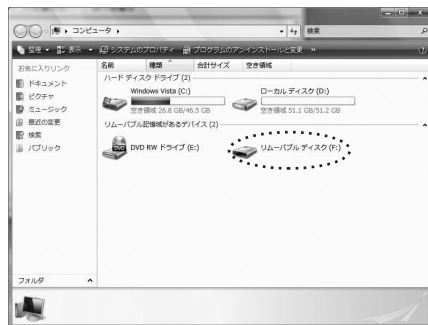 コンピュータ
検索
整理 表示 システムのプロパティ プログラムのアンインストールと変更 »
お気に入りリンク
ドキュメント
ピクチャ
ミュージック
最近の変更
検索
パブリック
フォルダ
名前 種類 合計サイズ 空き領域
ハード ディスク ドライブ (2)
Windows Vista (C:)
空き領域 26.8 GB/46.5 GB
ローカル ディスク (D:)
空き領域 51.1 GB/51.2 GB
リムーバブル記憶域があるデバイス (2)
DVD RW ドライブ (E:)
リムーバブル ディスク (F:)